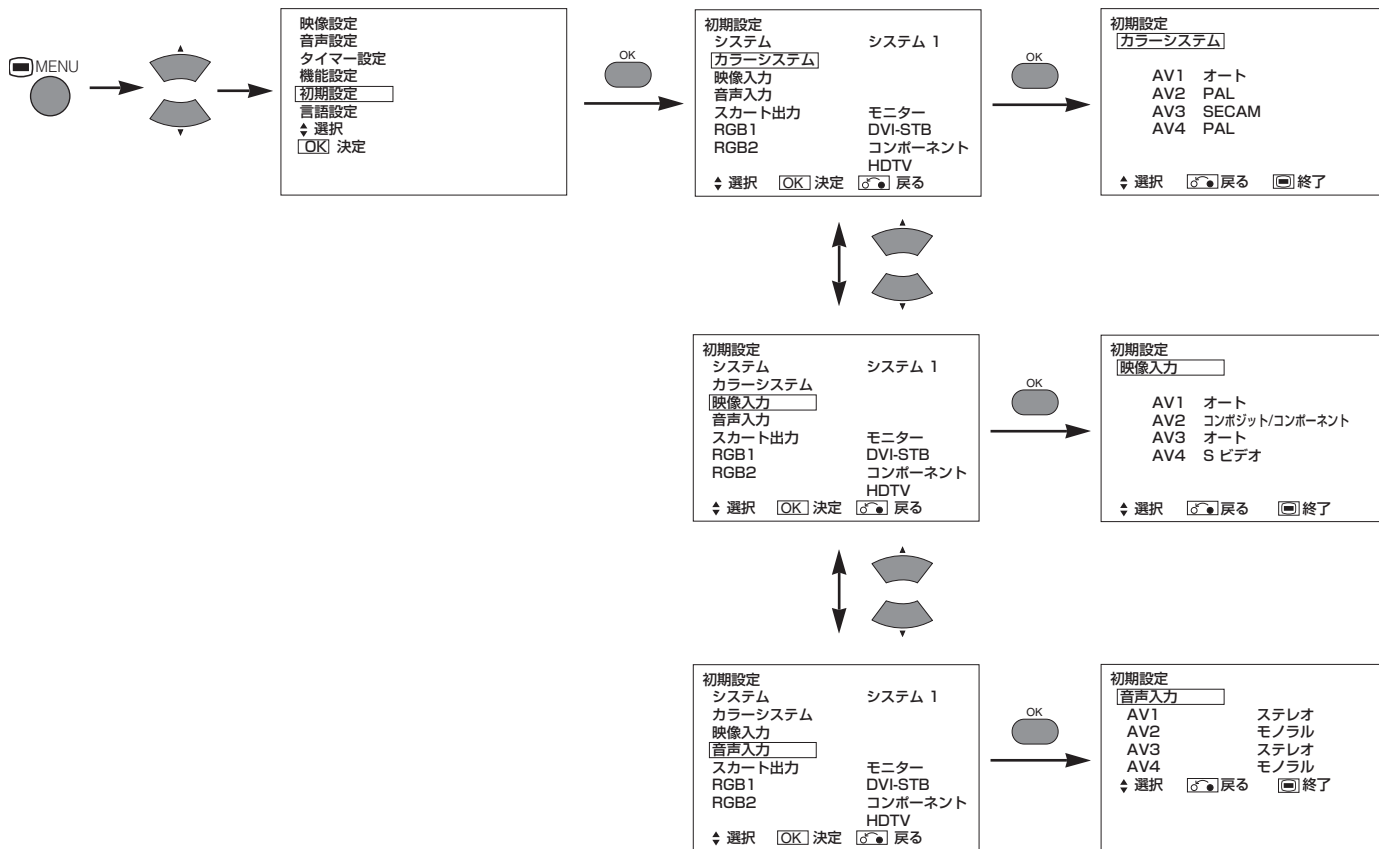 MENU
映像設定
音声設定
タイマー設定
機能設定
初期設定
言語設定
選択
OK 決定
OK
初期設定
システム システム 1
カラーシステム
映像入力
音声入力
スカート出力 モニター
RGB1 DVI-STB
RGB2 コンポーネント
HDTV
選択 OK 決定 戻る
OK
初期設定
カラーシステム
AV1 オート
AV2 PAL
AV3 SECAM
AV4 PAL
選択 戻る 終了
初期設定
システム システム 1
カラーシステム
映像入力
音声入力
スカート出力 モニター
RGB1 DVI-STB
RGB2 コンポーネント
HDTV
選択 OK 決定 戻る
OK
初期設定
映像入力
AV1 オート
AV2 コンポジット/コンポーネント
AV3 オート
AV4 S ビデオ
選択 戻る 終了
初期設定
システム システム 1
カラーシステム
映像入力
音声入力
スカート出力 モニター
RGB1 DVI-STB
RGB2 コンポーネント
HDTV
選択 OK 決定 戻る
OK
初期設定
音声入力
AV1 ステレオ
AV2 モノラル
AV3 ステレオ
AV4 モノラル
選択 戻る 終了